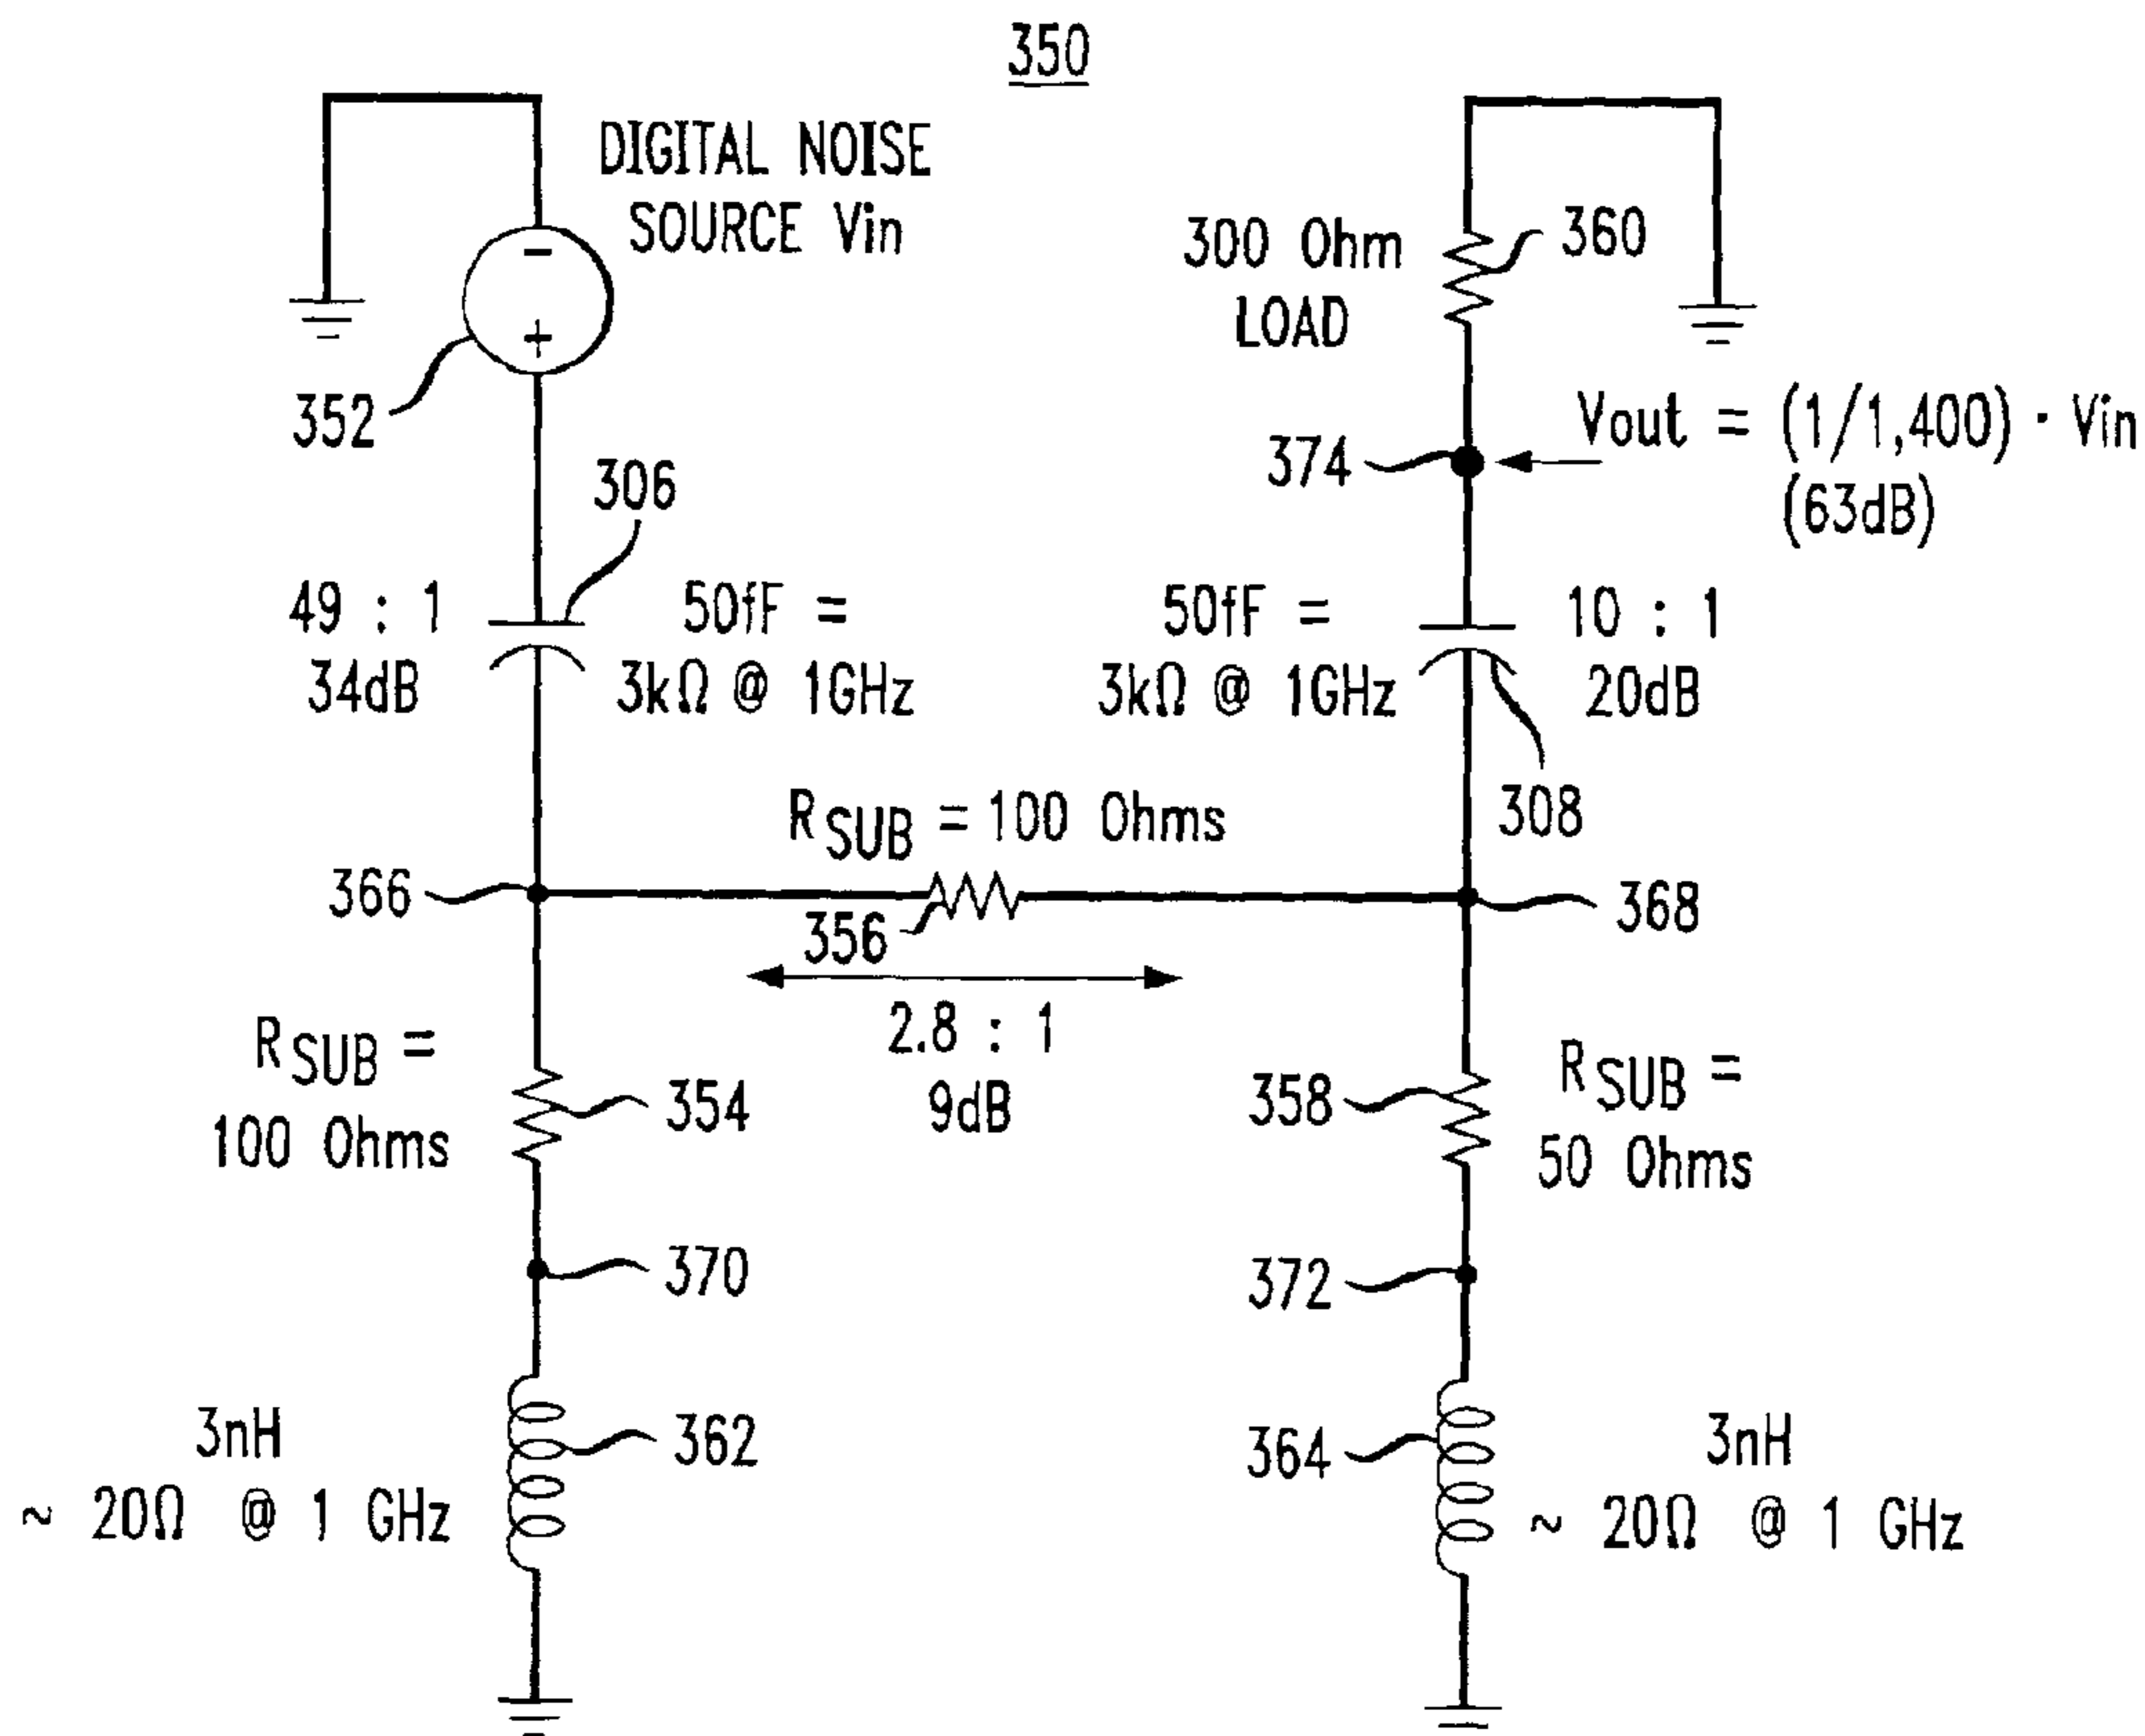 350
DIGITAL NOISE
SOURCE Vin
-
+
352
300 Ohm
LOAD
360
374
Vout = (1/1,400) · Vin
(63dB)
306
49 : 1
34dB
50fF =
3kΩ @ 1GHz
50fF =
3kΩ @ 1GHz
10 : 1
20dB
308
RSUB = 100 Ohms
366
356
368
2.8 : 1
9dB
RSUB =
100 Ohms
354
358
RSUB =
50 Ohms
370
372
3nH
~ 20Ω @ 1 GHz
362
364
3nH
~ 20Ω @ 1 GHz